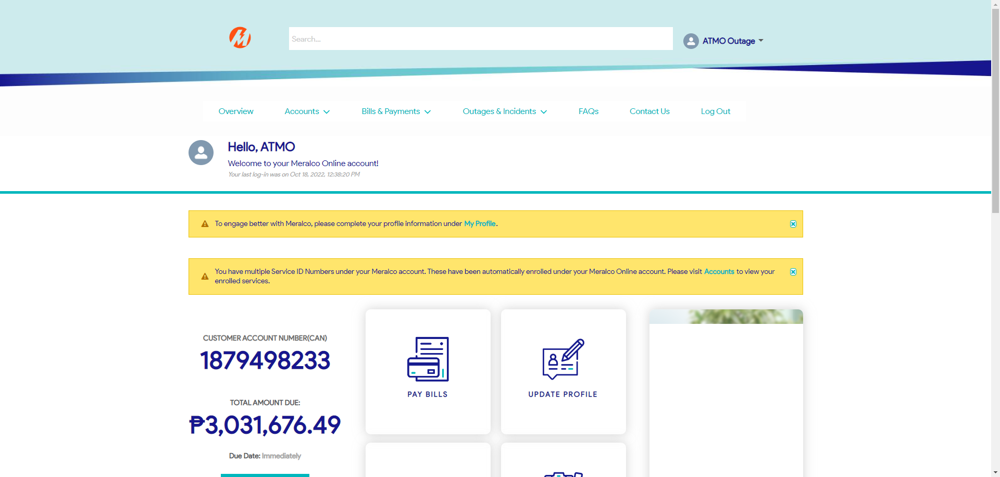 Search...
ATMO Outage
Overview
Accounts
Bills & Payments
Outages & Incidents
FAQs
Contact Us
Log Out
Hello, ATMO
Welcome to your Meralco Online account!
Your last log-in was on Oct 18, 2022, 12:38:20 PM
To engage better with Meralco, please complete your profile information under My Profile.
You have multiple Service ID Numbers under your Meralco account. These have been automatically enrolled under your Meralco Online account. Please visit Accounts to view your
enrolled services.
CUSTOMER ACCOUNT NUMBER(CAN)
1879498233
TOTAL AMOUNT DUE:
₱3,031,676.49
Due Date: Immediately
PAY BILLS
UPDATE PROFILE